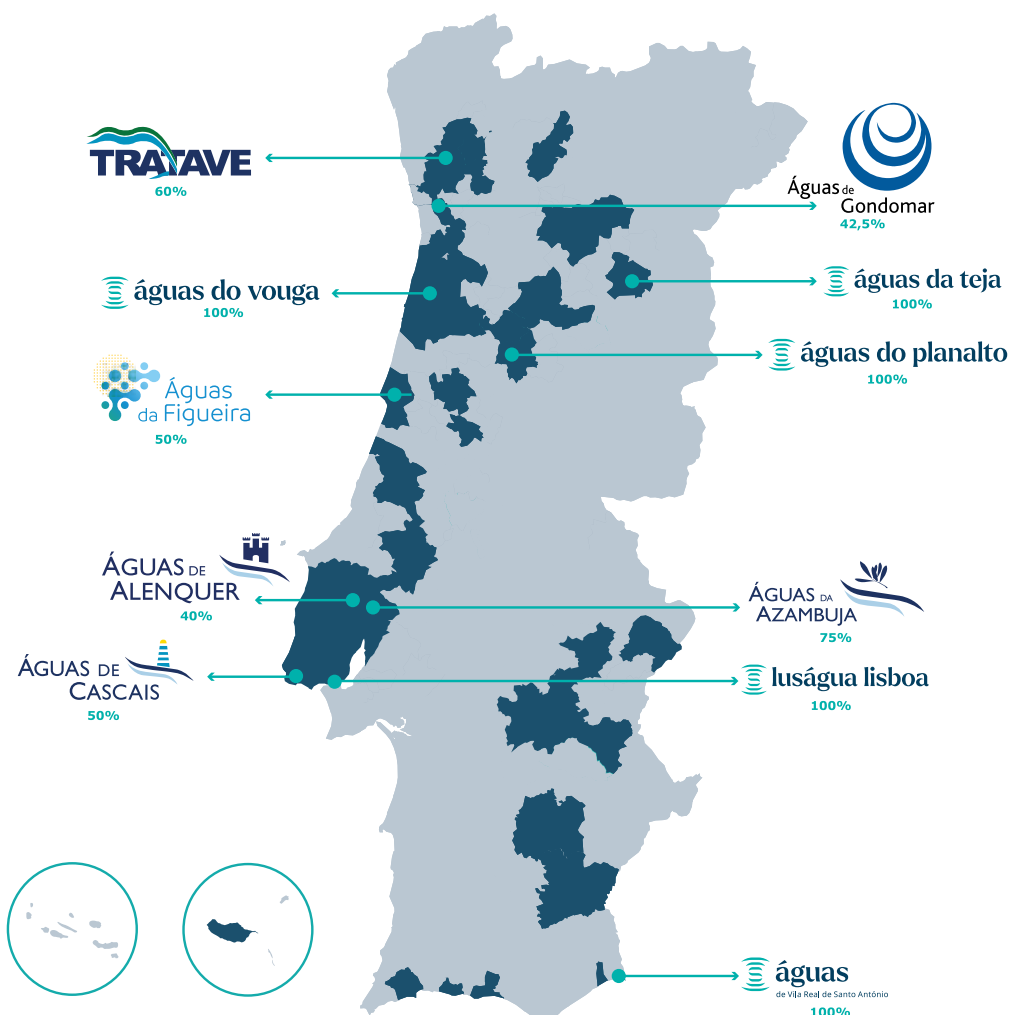 TRATAVE
60%
Águas de
Gondomar
42,5%
águas do vouga
100%
águas da teja
100%
águas do planalto
100%
Águas
da Figueira
50%
ÁGUAS DE
ALENQUER
40%
ÁGUAS DA
AZAMBUJA
75%
ÁGUAS DE
CASCAIS
50%
luságua lisboa
100%
águas
de Vila Real de Santo António
100%